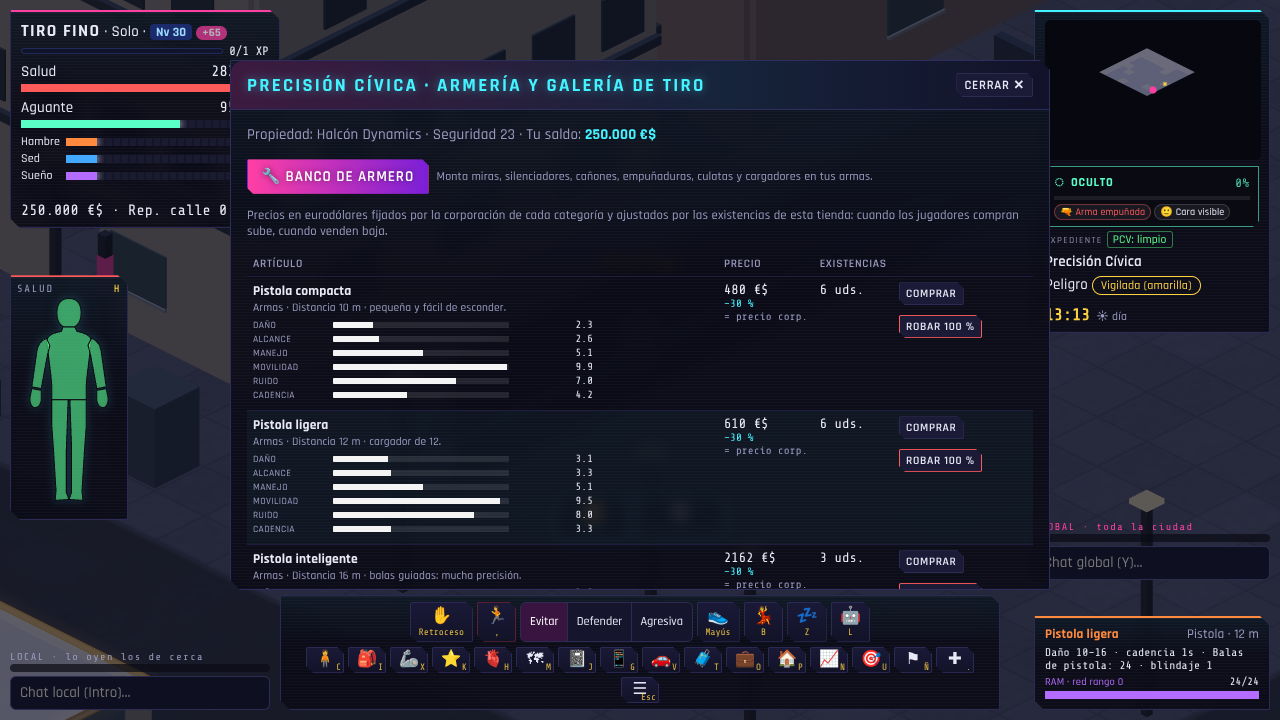 TIRO FINO · Solo · Nv 30 +65
0/1 XP
Salud 28
Aguante 9
Hambre
Sed
Sueño
250.000 €$ · Rep. calle 0
SALUD H
PRECISIÓN CÍVICA · ARMERÍA Y GALERÍA DE TIRO
CERRAR ✕
Propiedad: Halcón Dynamics · Seguridad 23 · Tu saldo: 250.000 €$
🔧 BANCO DE ARMERO
Monta miras, silenciadores, cañones, empuñaduras, culatas y cargadores en tus armas.
Precios en eurodólares fijados por la corporación de cada categoría y ajustados por las existencias de esta tienda: cuando los jugadores compran
sube, cuando venden baja.
ARTÍCULO PRECIO EXISTENCIAS
Pistola compacta 480 €$ 6 uds. COMPRAR
Armas · Distancia 10 m · pequeña y fácil de esconder. −30 %
= precio corp.
ROBAR 100 %
DAÑO 2.3
ALCANCE 2.6
MANEJO 5.1
MOVILIDAD 9.9
RUIDO 7.0
CADENCIA 4.2
Pistola ligera 610 €$ 6 uds. COMPRAR
Armas · Distancia 12 m · cargador de 12. −30 %
= precio corp.
ROBAR 100 %
DAÑO 3.1
ALCANCE 3.3
MANEJO 5.1
MOVILIDAD 9.5
RUIDO 8.0
CADENCIA 3.3
Pistola inteligente 2162 €$ 3 uds. COMPRAR
Armas · Distancia 16 m · balas guiadas: mucha precisión. −30 %
= precio corp.
OCULTO 0%
Arma empuñada Cara visible
XPEDIENTE PCV: limpio
Precisión Cívica
Peligro Vigilada (amarilla)
13:13 ☀ día
OBAL · toda la ciudad
Chat global (Y)...
LOCAL · lo oyen los de cerca
Chat local (Intro)...
Retroceso
,
Evitar Defender Agresiva
Mayús
B
Z
L
C I X ⭐ K H M J G V T O P N U Ñ .
Esc
Pistola ligera Pistola · 12 m
Daño 10–16 · cadencia 1s · Balas
de pistola: 24 · blindaje 1
RAM · red rango 0 24/24